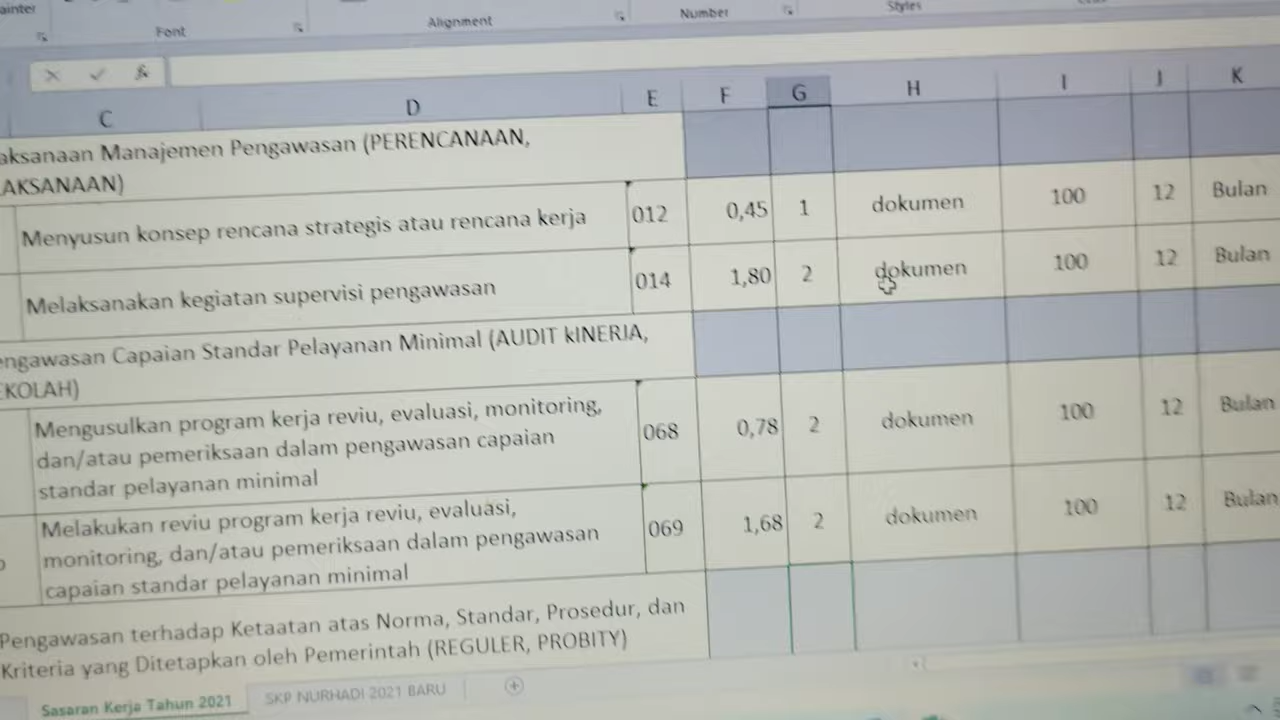 ainter
Font
Alignment
Number
Styles
C D E F G H I J K
aksanaan Manajemen Pengawasan (PERENCANAAN,
AKSANAAN)
Menyusun konsep rencana strategis atau rencana kerja 012 0,45 1 dokumen 100 12 Bulan
Melaksanakan kegiatan supervisi pengawasan 014 1,80 2 dokumen 100 12 Bulan
engawasan Capaian Standar Pelayanan Minimal (AUDIT kINERJA,
EKOLAH)
Mengusulkan program kerja reviu, evaluasi, monitoring,
dan/atau pemeriksaan dalam pengawasan capaian
standar pelayanan minimal
068 0,78 2 dokumen 100 12 Bulan
Melakukan reviu program kerja reviu, evaluasi,
monitoring, dan/atau pemeriksaan dalam pengawasan
capaian standar pelayanan minimal
069 1,68 2 dokumen 100 12 Bulan
Pengawasan terhadap Ketaatan atas Norma, Standar, Prosedur, dan
Kriteria yang Ditetapkan oleh Pemerintah (REGULER, PROBITY)
Sasaran Kerja Tahun 2021
SKP NURHADI 2021 BARU